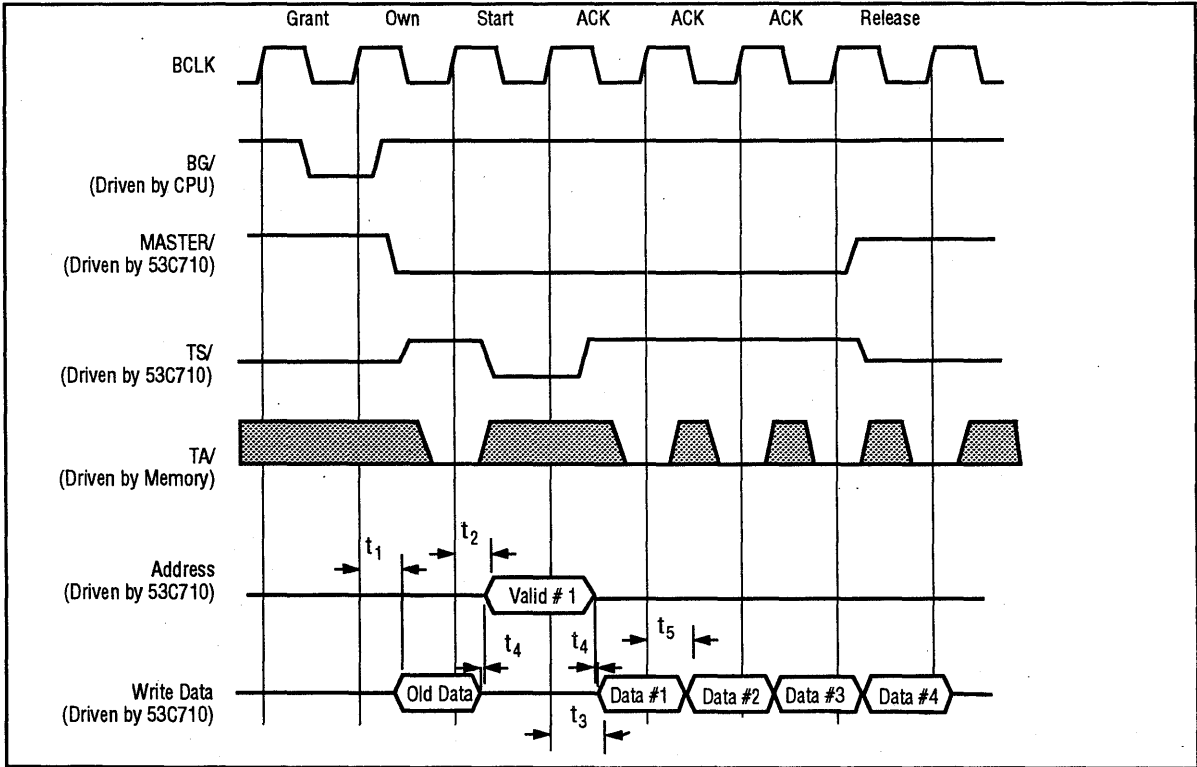 Grant Own Start ACK ACK ACK Release
BCLK
BG/
(Driven by CPU)
MASTER/
(Driven by 53C710)
TS/
(Driven by 53C710)
TA/
(Driven by Memory)
t1 t2
Address
(Driven by 53C710)
Valid # 1
t4 t4 t5
Write Data
(Driven by 53C710)
Old Data Data #1 Data #2 Data #3 Data #4
t3